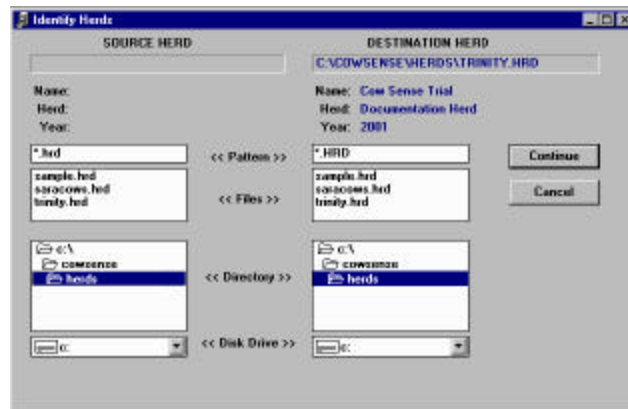 Identify Herds
SOURCE HERD
DESTINATION HERD
C:\COWSENSE\HERDS\TRINITY.HRD
Name:
Herd:
Year:
Name: Cow Sense Trial
Herd: Documentation Herd
Year: 2001
*.hrd
<< Pattern >>
*.HRD
Continue
sample.hrd
saracows.hrd
trinity.hrd
<< Files >>
sample.hrd
saracows.hrd
trinity.hrd
Cancel
c:\
cowsense
herds
<< Directory >>
c:\
cowsense
herds
c:
<< Disk Drive >>
c: